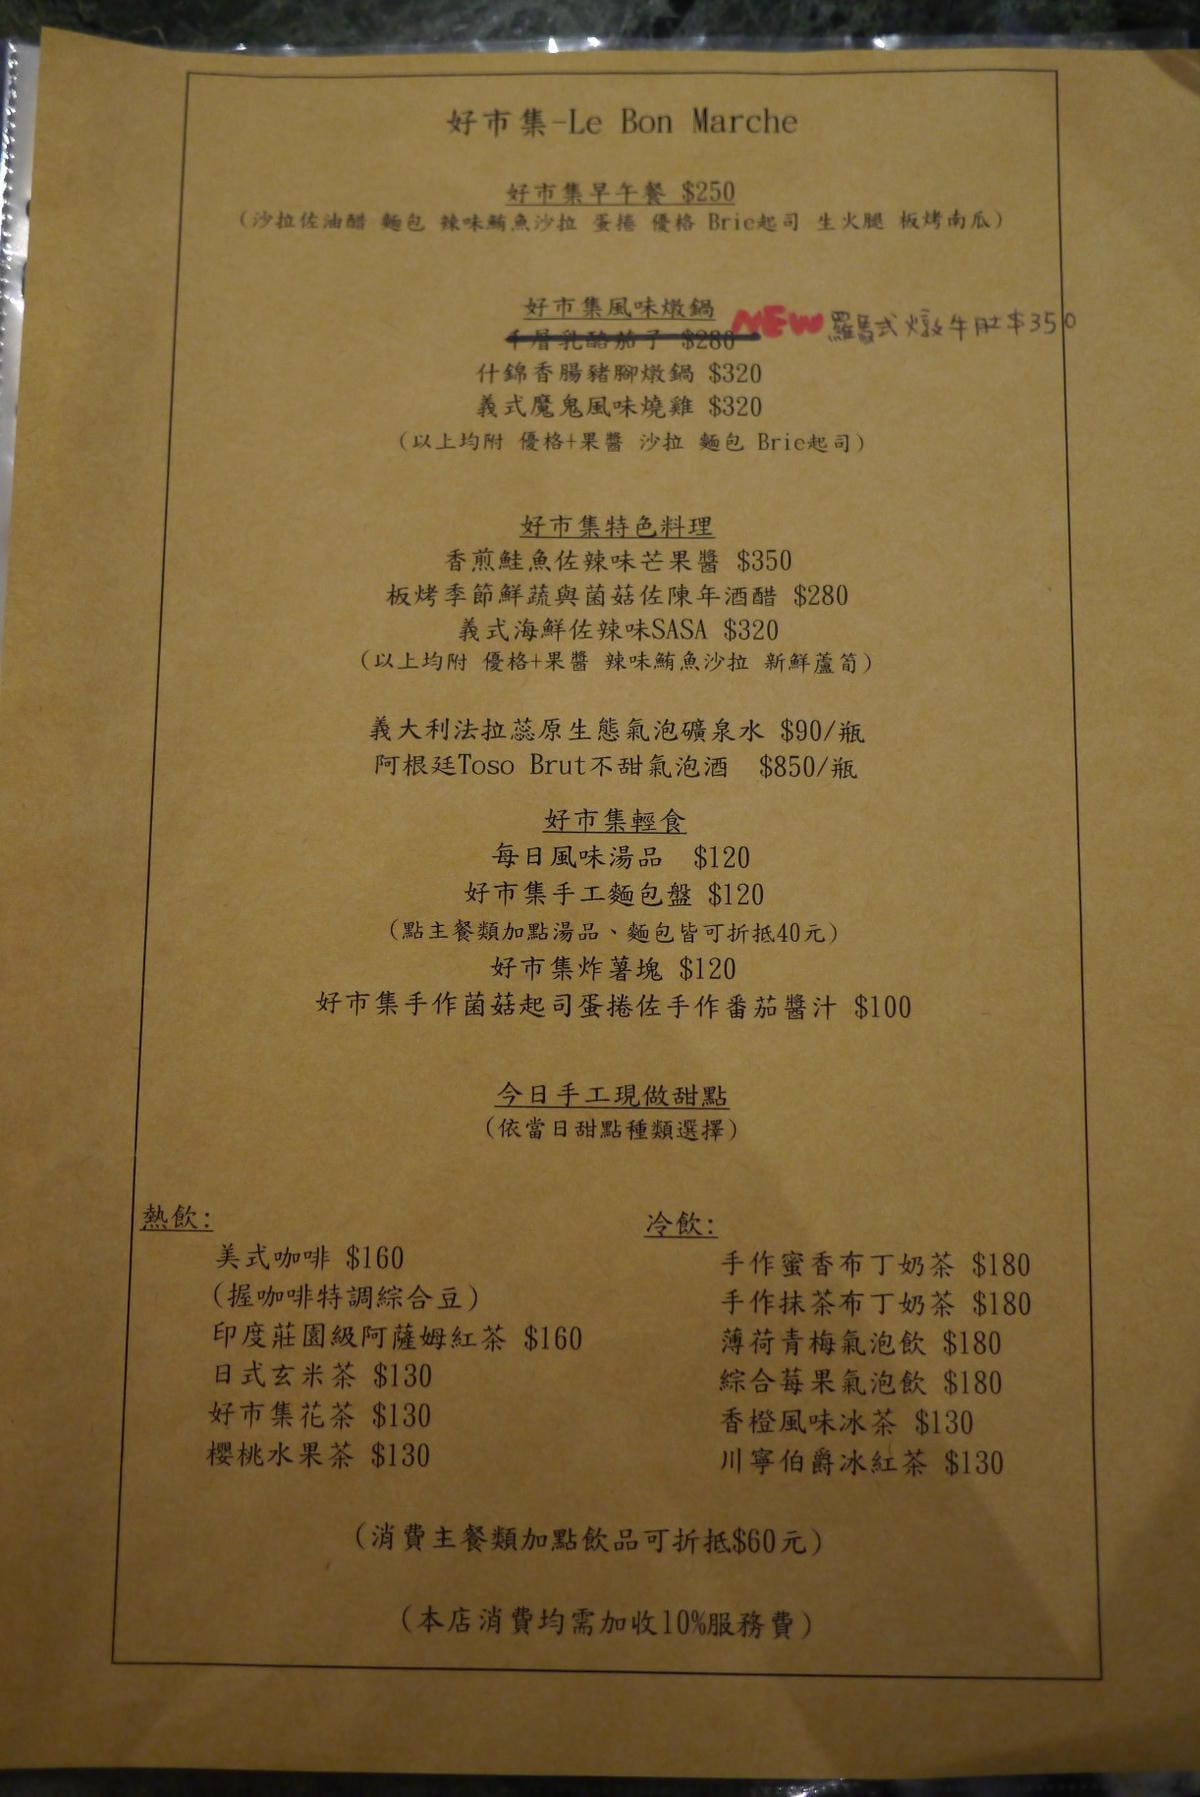 好市集-Le Bon Marche
好市集早午餐 $250
(沙拉佐油醋 麵包 辣味鮪魚沙拉 蛋捲 優格 Brie起司 生火腿 板烤南瓜)
好市集風味燉鍋
千層乳酪茄子 $280 NEW 羅馬式燉牛肚$350
什錦香腸豬腳燉鍋 $320
義式魔鬼風味燒雞 $320
(以上均附 優格+果醬 沙拉 麵包 Brie起司)
好市集特色料理
香煎鮭魚佐辣味芒果醬 $350
板烤季節鮮蔬與菌菇佐陳年酒醋 $280
義式海鮮佐辣味SASA $320
(以上均附 優格+果醬 辣味鮪魚沙拉 新鮮蘆筍)
義大利法拉蕊原生態氣泡礦泉水 $90/瓶
阿根廷Toso Brut不甜氣泡酒 $850/瓶
好市集輕食
每日風味湯品 $120
好市集手工麵包盤 $120
(點主餐類加點湯品、麵包皆可折抵40元)
好市集炸薯塊 $120
好市集手作菌菇起司蛋捲佐手作番茄醬汁 $100
今日手工現做甜點
(依當日甜點種類選擇)
熱飲:
美式咖啡 $160
(握咖啡特調綜合豆)
印度莊園級阿薩姆紅茶 $160
日式玄米茶 $130
好市集花茶 $130
櫻桃水果茶 $130
冷飲:
手作蜜香布丁奶茶 $180
手作抹茶布丁奶茶 $180
薄荷青梅氣泡飲 $180
綜合莓果氣泡飲 $180
香橙風味冰茶 $130
川寧伯爵冰紅茶 $130
(消費主餐類加點飲品可折抵$60元)
(本店消費均需加收10%服務費)